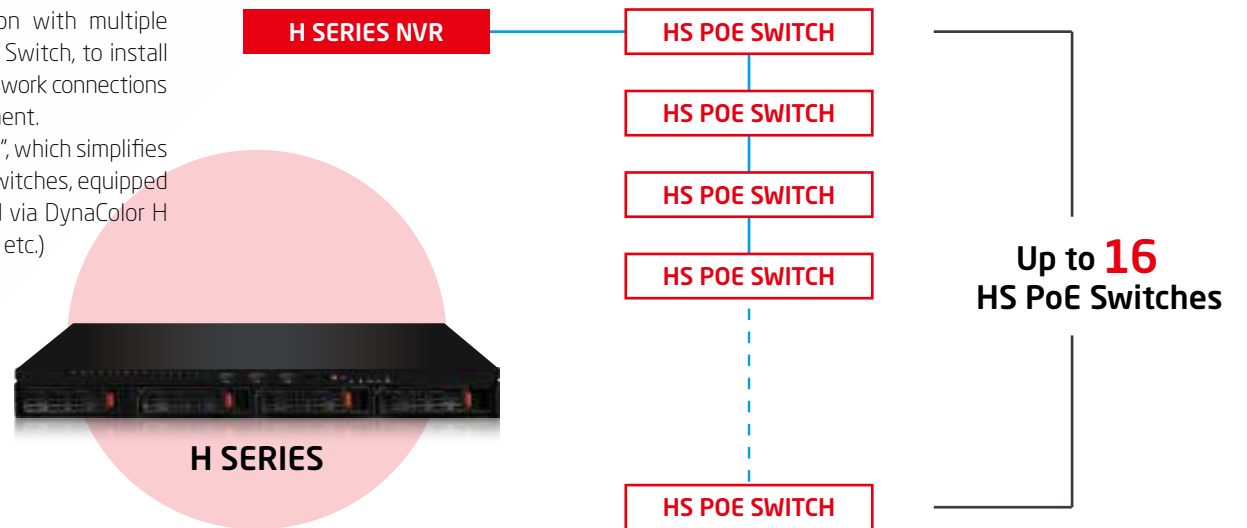 on with multiple
Switch, to install
work connections
ent.
", which simplifies
witches, equipped
via DynaColor H
etc.)
H SERIES NVR
HS POE SWITCH
HS POE SWITCH
HS POE SWITCH
HS POE SWITCH
HS POE SWITCH
Up to 16
HS PoE Switches
H SERIES